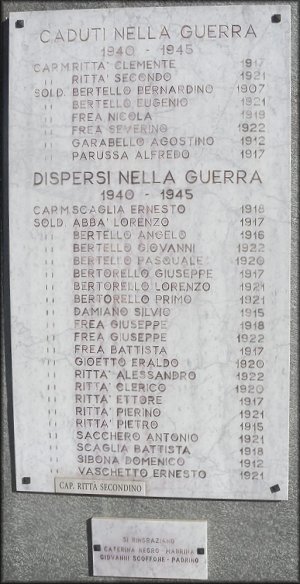 CADUTI NELLA GUERRA
1940 - 1945
CAP.M RITTA' CLEMENTE 1917
" RITTA' SECONDO 1921
SOLD. BERTELLO BERNARDINO 1907
" BERTELLO EUGENIO 1921
" FREA NICOLA 1919
" FREA SEVERINO 1922
" GARABELLO AGOSTINO 1912
" PARUSSA ALFREDO 1917
DISPERSI NELLA GUERRA
1940 - 1945
CAP.M. SCAGLIA ERNESTO 1918
SOLD. ABBA' LORENZO 1917
" BERTELLO ANGELO 1916
" BERTELLO GIOVANNI 1922
" BERTELLO PASQUALE 1920
" BERTORELLO GIUSEPPE 1917
" BERTORELLO LORENZO 1921
" BERTORELLO PRIMO 1921
" DAMIANO SILVIO 1915
" FREA GIUSEPPE 1918
" FREA GIUSEPPE 1922
" FREA BATTISTA 1917
" GIOETTO ERALDO 1920
" RITTA' ALESSANDRO 1922
" RITTA' CLERICO 1920
" RITTA' ETTORE 1917
" RITTA' PIERINO 1921
" RITTA' PIETRO 1915
" SACCHERO ANTONIO 1921
" SCAGLIA BATTISTA 1918
" SIBONA DOMENICO 1912
" VASCHETTO ERNESTO 1921
CAP. RITTÀ SECONDINO
SI RINGRAZIANO
CATERINA NEGRO - MABRDIA
GIOVANNI SCOFFONE - PADRINO